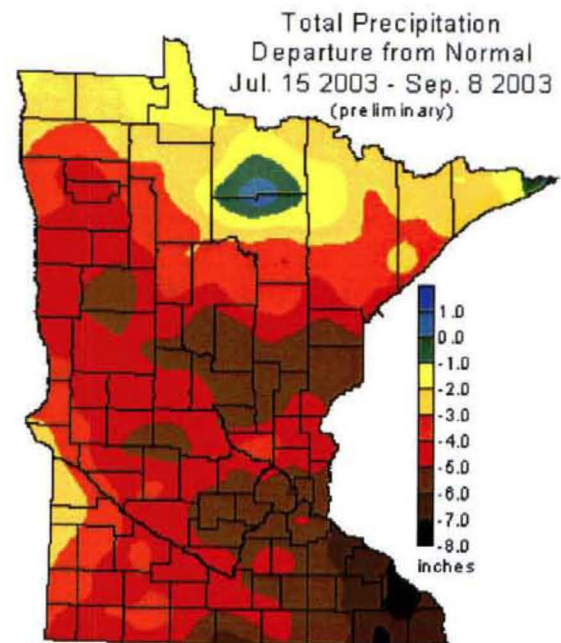 Total Precipitation
Departure from Normal
Jul. 15 2003 - Sep. 8 2003
(preliminary)
1.0
0.0
-1.0
-2.0
-3.0
-4.0
-5.0
-6.0
-7.0
-8.0
inches